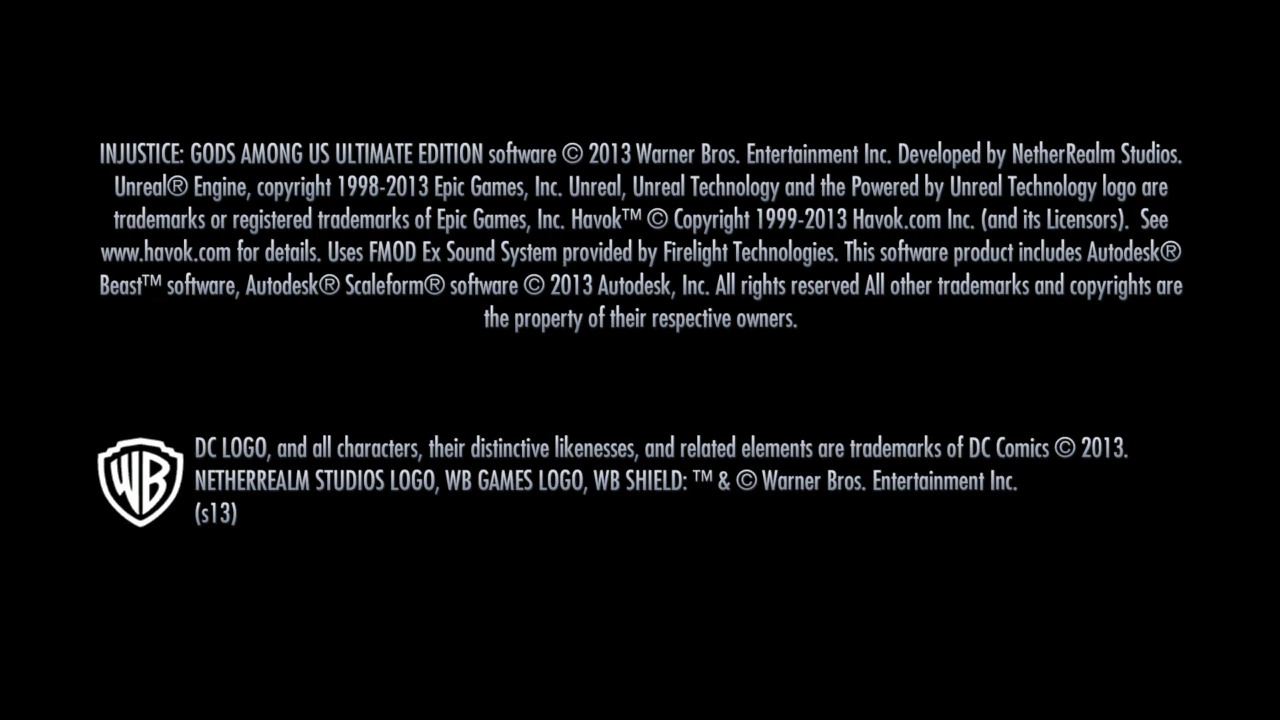 INJUSTICE: GODS AMONG US ULTIMATE EDITION software © 2013 Warner Bros. Entertainment Inc. Developed by NetherRealm Studios.
Unreal® Engine, copyright 1998-2013 Epic Games, Inc. Unreal, Unreal Technology and the Powered by Unreal Technology logo are
trademarks or registered trademarks of Epic Games, Inc. Havok™ © Copyright 1999-2013 Havok.com Inc. (and its Licensors). See
www.havok.com for details. Uses FMOD Ex Sound System provided by Firelight Technologies. This software product includes Autodesk®
Beast™ software, Autodesk® Scaleform® software © 2013 Autodesk, Inc. All rights reserved All other trademarks and copyrights are
the property of their respective owners.
WB
DC LOGO, and all characters, their distinctive likenesses, and related elements are trademarks of DC Comics © 2013.
NETHERREALM STUDIOS LOGO, WB GAMES LOGO, WB SHIELD: ™ & © Warner Bros. Entertainment Inc.
(s13)